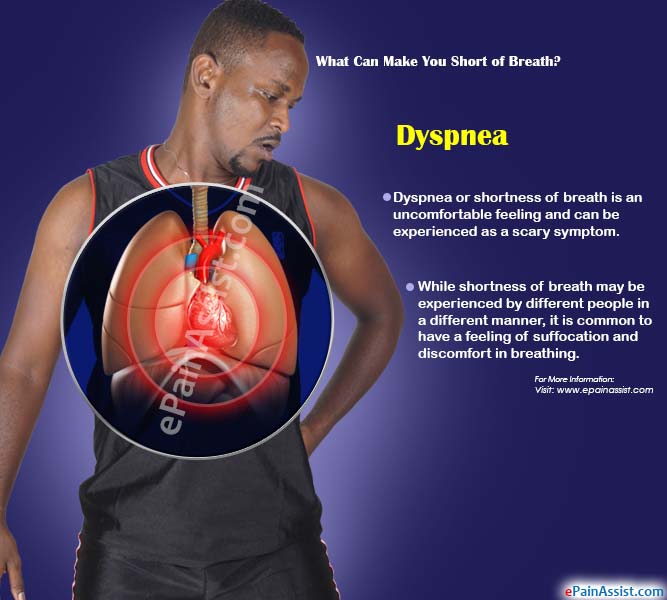 What Can Make You Short of Breath?
Dyspnea
Dyspnea or shortness of breath is an
uncomfortable feeling and can be
experienced as a scary symptom.
While shortness of breath may be
experienced by different people in
a different manner, it is common to
have a feeling of suffocation and
discomfort in breathing.
For More Information:
Visit: www.epainassist.com
ePainAssist.com
ePainAssist.com